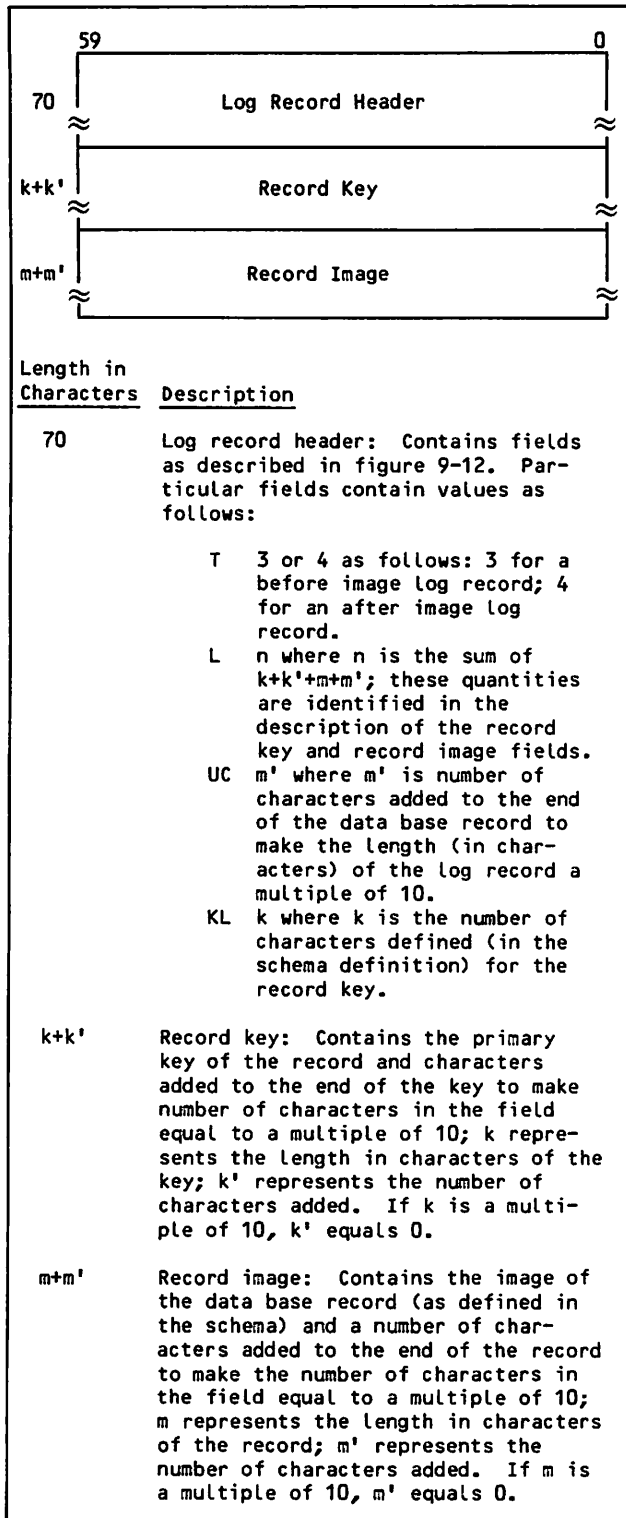 59 0
70 Log Record Header
k+k' Record Key
m+m' Record Image
Length in
Characters Description
70 Log record header: Contains fields
as described in figure 9-12. Par-
ticular fields contain values as
follows:
T 3 or 4 as follows: 3 for a
before image log record; 4
for an after image log
record.
L n where n is the sum of
k+k'+m+m'; these quantities
are identified in the
description of the record
key and record image fields.
UC m' where m' is number of
characters added to the end
of the data base record to
make the length (in char-
acters) of the log record a
multiple of 10.
KL k where k is the number of
characters defined (in the
schema definition) for the
record key.
k+k' Record key: Contains the primary
key of the record and characters
added to the end of the key to make
number of characters in the field
equal to a multiple of 10; k repre-
sents the length in characters of the
key; k' represents the number of
characters added. If k is a multi-
ple of 10, k' equals 0.
m+m' Record image: Contains the image of
the data base record (as defined in
the schema) and a number of char-
acters added to the end of the record
to make the number of characters in
the field equal to a multiple of 10;
m represents the length in characters
of the record; m' represents the
number of characters added. If m is
a multiple of 10, m' equals 0.